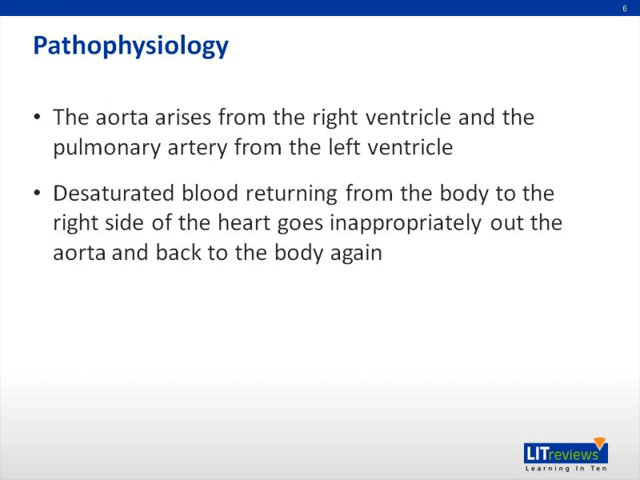 6
Pathophysiology
• The aorta arises from the right ventricle and the
pulmonary artery from the left ventricle
• Desaturated blood returning from the body to the
right side of the heart goes inappropriately out the
aorta and back to the body again
LITreviews
Learning In Ten